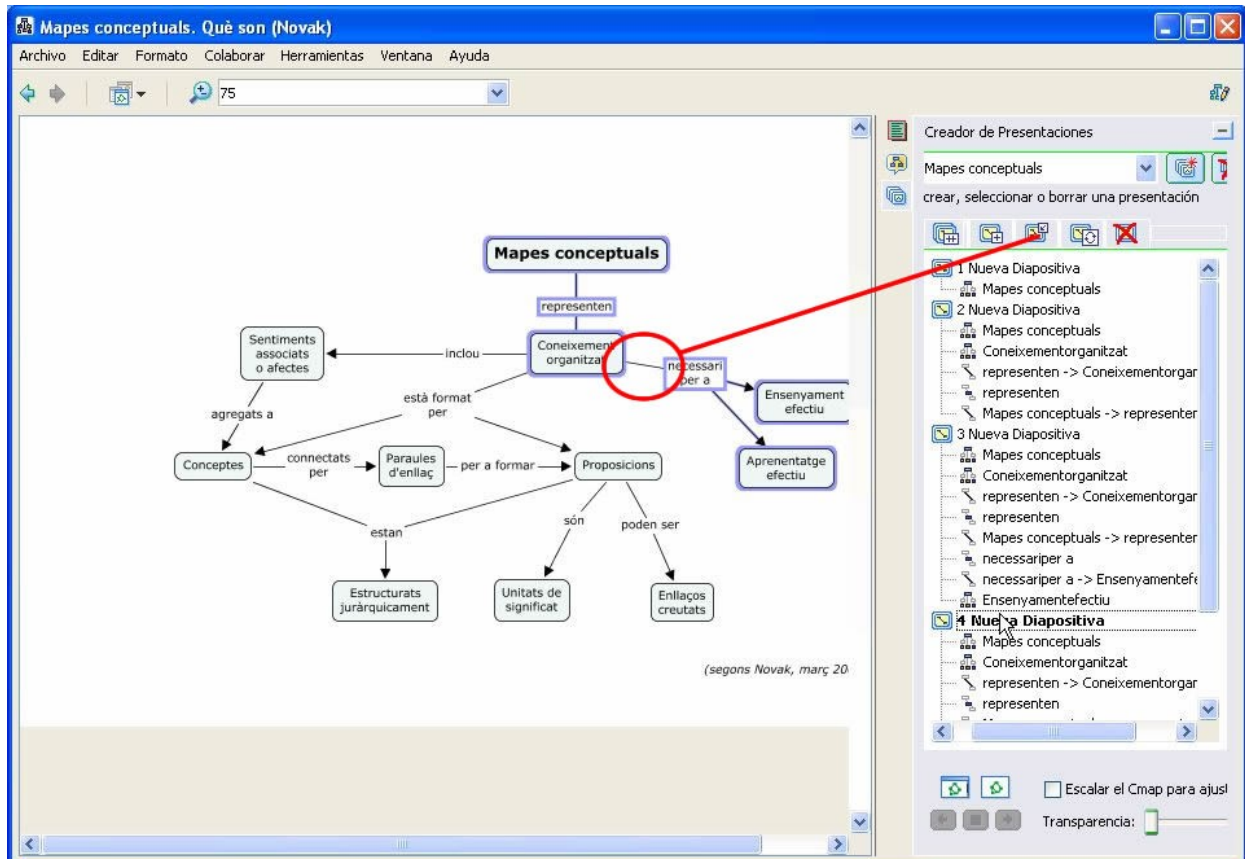 Mapes conceptuals. Què son (Novak)
Archivo Editar Formato Colaborar Herramientas Ventana Ayuda
75
Mapes conceptuals
representen
Coneixement
organitzat
Sentiments
associats
o afectes
inclou
necessari
per a
Ensenyament
efectiu
agregats a
està format
per
Conceptes
connectats
per
Paraules
d'enllaç
per a formar
Proposicions
Aprenentatge
efectiu
estan
són
poden ser
Estructurats
juràrquicament
Unitats de
significat
Enllaços
creutats
(segons Novak, març 20
Creador de Presentaciones
Mapes conceptuals
crear, seleccionar o borrar una presentación
1 Nueva Diapositiva
Mapes conceptuals
2 Nueva Diapositiva
Mapes conceptuals
Coneixementorganitzat
representen -> Coneixementorgar
representen
Mapes conceptuals -> representer
3 Nueva Diapositiva
Mapes conceptuals
Coneixementorganitzat
representen -> Coneixementorgar
representen
Mapes conceptuals -> representer
necessariper a
necessariper a -> Ensenyamentefe
Ensenyamentefectiu
4 Nueva Diapositiva
Mapes conceptuals
Coneixementorganitzat
representen -> Coneixementorgar
representen
Escalar el Cmap para ajust
Transparencia: